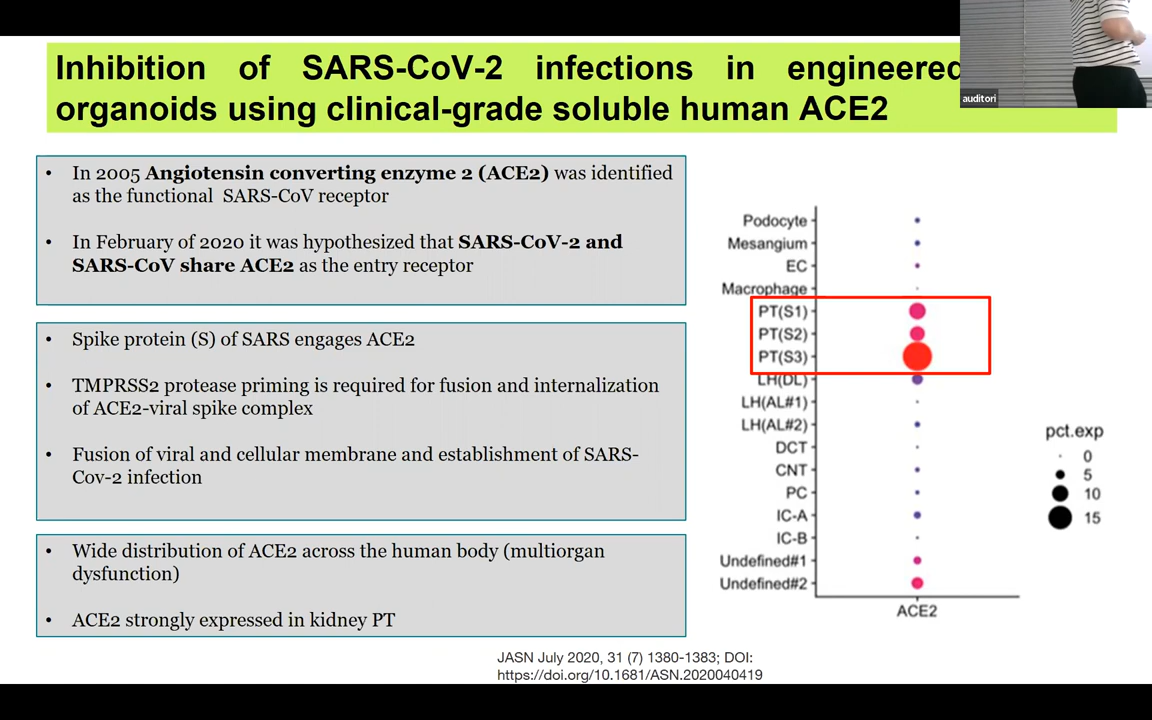 Inhibition of SARS-CoV-2 infections in engineered
organoids using clinical-grade soluble human ACE2
auditori
• In 2005 Angiotensin converting enzyme 2 (ACE2) was identified
as the functional SARS-CoV receptor
• In February of 2020 it was hypothesized that SARS-CoV-2 and
SARS-CoV share ACE2 as the entry receptor
• Spike protein (S) of SARS engages ACE2
• TMPRSS2 protease priming is required for fusion and internalization
of ACE2-viral spike complex
• Fusion of viral and cellular membrane and establishment of SARS-
Cov-2 infection
• Wide distribution of ACE2 across the human body (multiorgan
dysfunction)
• ACE2 strongly expressed in kidney PT
Podocyte
Mesangium
EC
Macrophage
PT(S1)
PT(S2)
PT(S3)
LH(DL)
LH(AL#1)
LH(AL#2)
DCT
CNT
PC
IC-A
IC-B
Undefined#1
Undefined#2
ACE2
pct.exp
0
5
10
15
JASN July 2020, 31 (7) 1380-1383; DOI:
https://doi.org/10.1681/ASN.2020040419